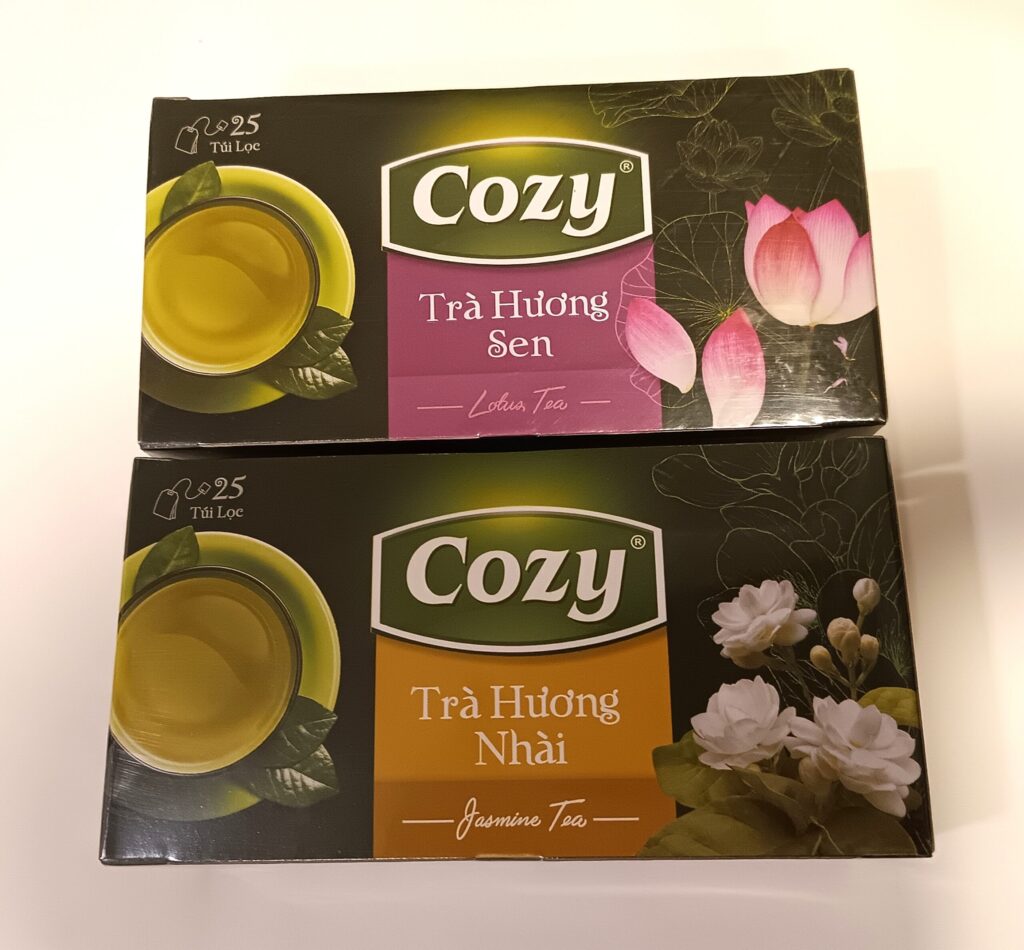 25
Túi Lọc
Cozy®
Trà Hương
Sen
Lotus Tea
25
Túi Lọc
Cozy®
Trà Hương
Nhài
Jasmine Tea